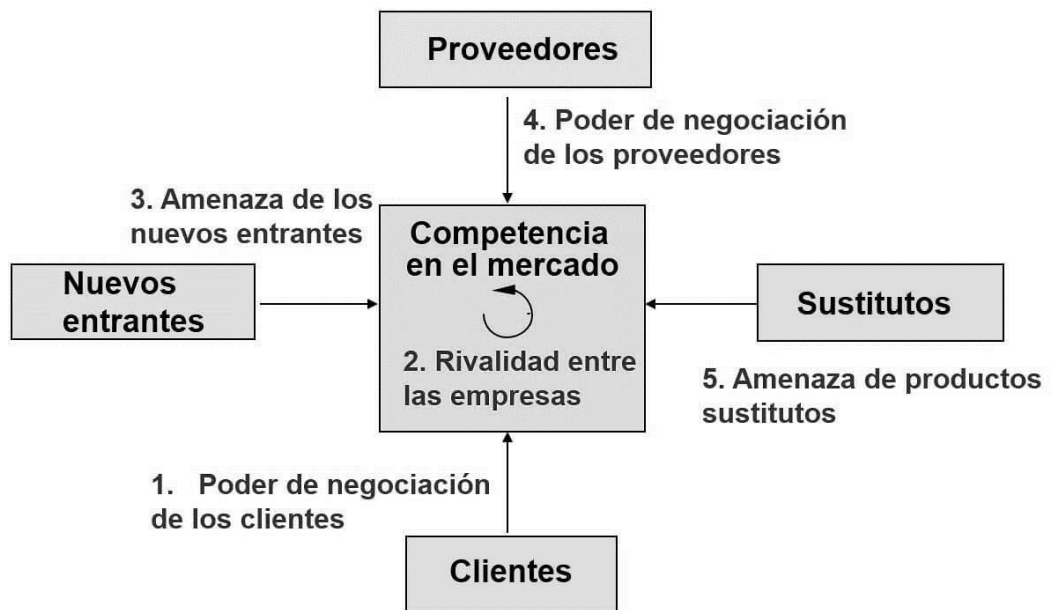 Proveedores
4. Poder de negociación
de los proveedores
3. Amenaza de los
nuevos entrantes
Competencia
en el mercado
Nuevos
entrantes
Sustitutos
2. Rivalidad entre
las empresas
5. Amenaza de productos
sustitutos
1. Poder de negociación
de los clientes
Clientes